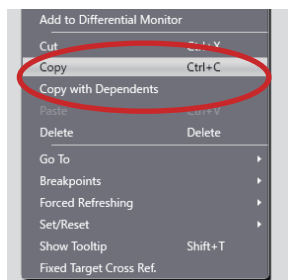 Add to Differential Monitor
Cut Ctrl+X
Copy Ctrl+C
Copy with Dependents
Paste Ctrl+V
Delete Delete
Go To
Breakpoints
Forced Refreshing
Set/Reset
Show Tooltip Shift+T
Fixed Target Cross Ref.